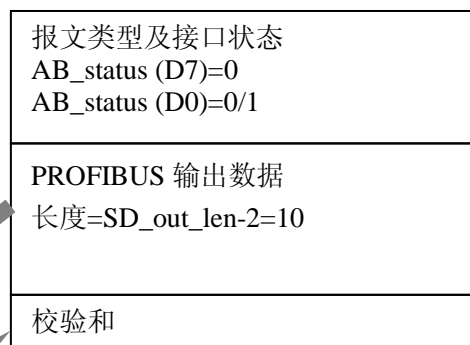 报文类型及接口状态
AB_status (D7)=0
AB_status (D0)=0/1
PROFIBUS 输出数据
长度=SD_out_len-2=10
校验和